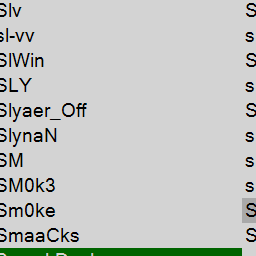 Slv S
sl-vv s
SlWin S
SLY s
Slyaer_Off S
SlynaN s
SM s
SM0k3 s
Sm0ke S
SmaaCks S